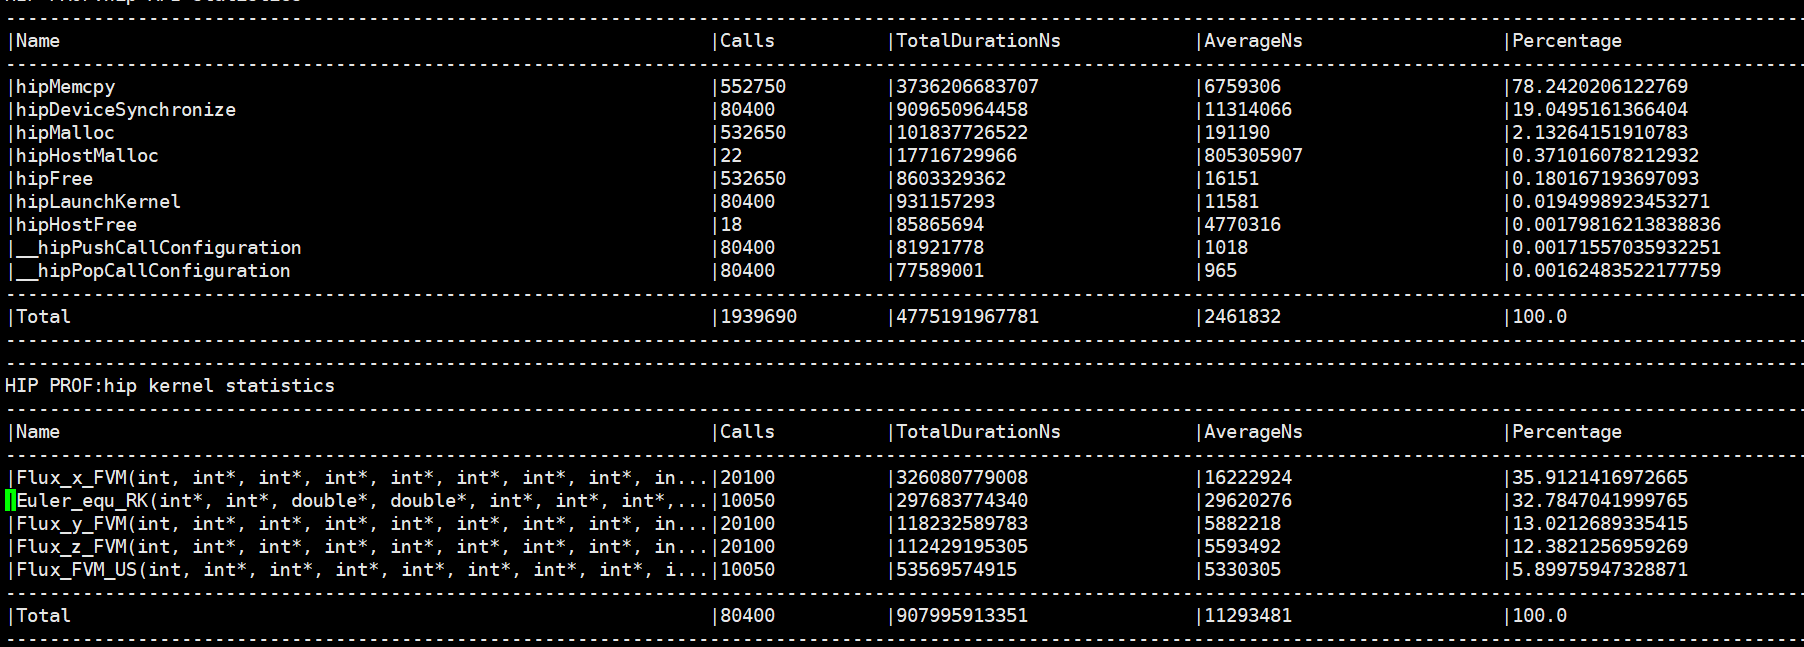 HIP PROF:hip API statistics
|Name |Calls |TotalDurationNs |AverageNs |Percentage
|hipMemcpy |552750 |3736206683707 |6759306 |78.2420206122769
|hipDeviceSynchronize |80400 |909650964458 |11314066 |19.0495161366404
|hipMalloc |532650 |101837726522 |191190 |2.13264151910783
|hipHostMalloc |22 |17716729966 |805305907 |0.371016078212932
|hipFree |532650 |8603329362 |16151 |0.180167193697093
|hipLaunchKernel |80400 |931157293 |11581 |0.0194998923453271
|hipHostFree |18 |85865694 |4770316 |0.00179816213838836
|__hipPushCallConfiguration |80400 |81921778 |1018 |0.00171557035932251
|__hipPopCallConfiguration |80400 |77589001 |965 |0.00162483522177759
|Total |1939690 |4775191967781 |2461832 |100.0
HIP PROF:hip kernel statistics
|Name |Calls |TotalDurationNs |AverageNs |Percentage
|Flux_x_FVM(int, int*, int*, int*, int*, int*, int*, int*, in...|20100 |326080779008 |16222924 |35.9121416972665
|Euler_equ_RK(int*, int*, double*, double*, int*, int*, int*,...|10050 |297683774340 |29620276 |32.7847041999765
|Flux_y_FVM(int, int*, int*, int*, int*, int*, int*, int*, in...|20100 |118232589783 |5882218 |13.0212689335415
|Flux_z_FVM(int, int*, int*, int*, int*, int*, int*, int*, in...|20100 |112429195305 |5593492 |12.3821256959269
|Flux_FVM_US(int, int*, int*, int*, int*, int*, int*, int*, i...|10050 |53569574915 |5330305 |5.89975947328871
|Total |80400 |907995913351 |11293481 |100.0